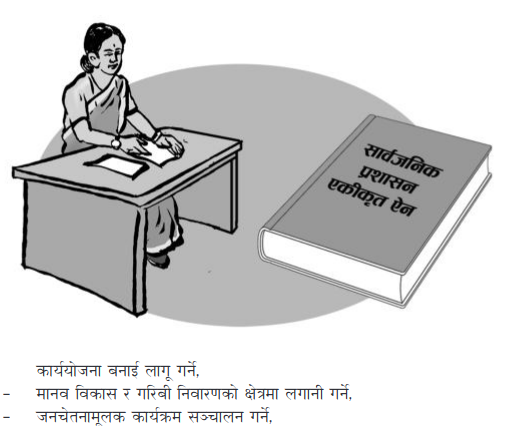 सार्वजनिक
प्रशासन
एकीकृत ऐन
कार्ययोजना बनाई लागू गर्ने,
– मानव विकास र गरिबी निवारणको क्षेत्रमा लगानी गर्ने,
– जनचेतनामूलक कार्यक्रम सञ्चालन गर्ने,